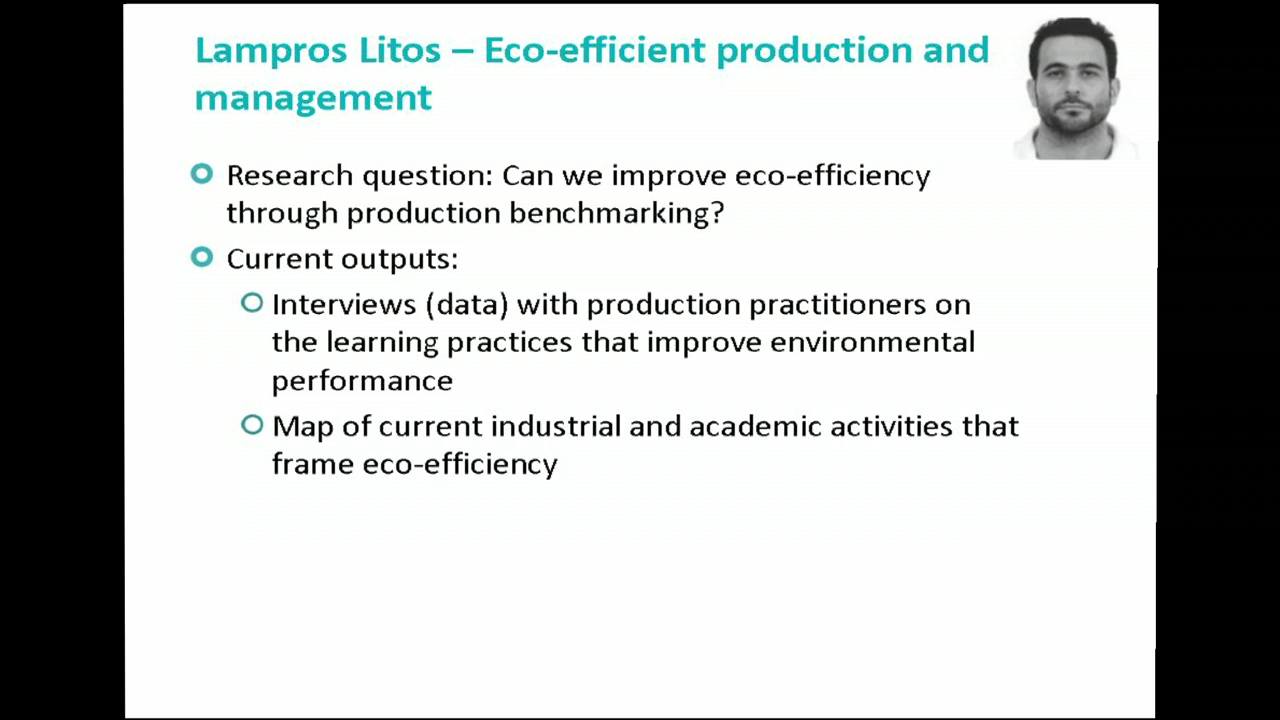 Lampros Litos – Eco-efficient production and
management
Research question: Can we improve eco-efficiency
through production benchmarking?
Current outputs:
Interviews (data) with production practitioners on
the learning practices that improve environmental
performance
Map of current industrial and academic activities that
frame eco-efficiency